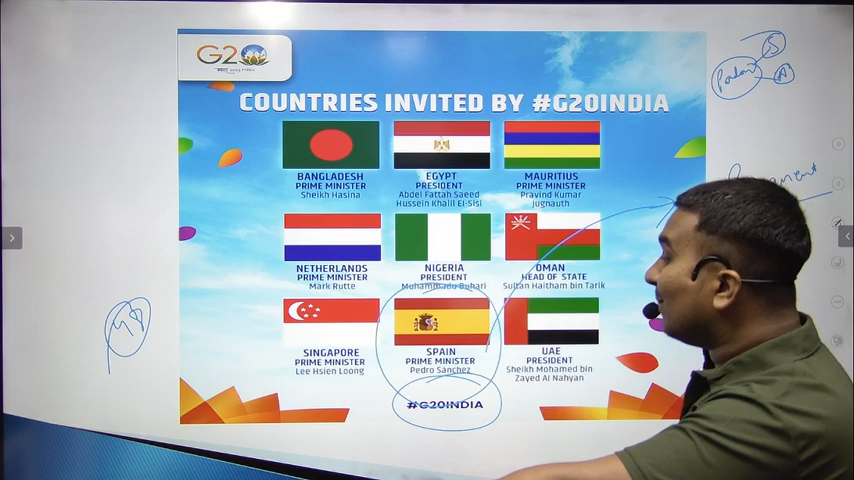 G20
COUNTRIES INVITED BY #G20INDIA
BANGLADESH
PRIME MINISTER
Sheikh Hasina
EGYPT
PRESIDENT
Abdel Fattah Saeed
Hussein Khalil El-Sisi
MAURITIUS
PRIME MINISTER
Pravind Kumar
Jugnauth
NETHERLANDS
PRIME MINISTER
Mark Rutte
NIGERIA
PRESIDENT
Muhammadu Buhari
OMAN
HEAD OF STATE
Sultan Haitham bin Tarik
SINGAPORE
PRIME MINISTER
Lee Hsien Loong
SPAIN
PRIME MINISTER
Pedro Sanchez
UAE
PRESIDENT
Sheikh Mohamed bin
Zayed Al Nahyan
#G20INDIA